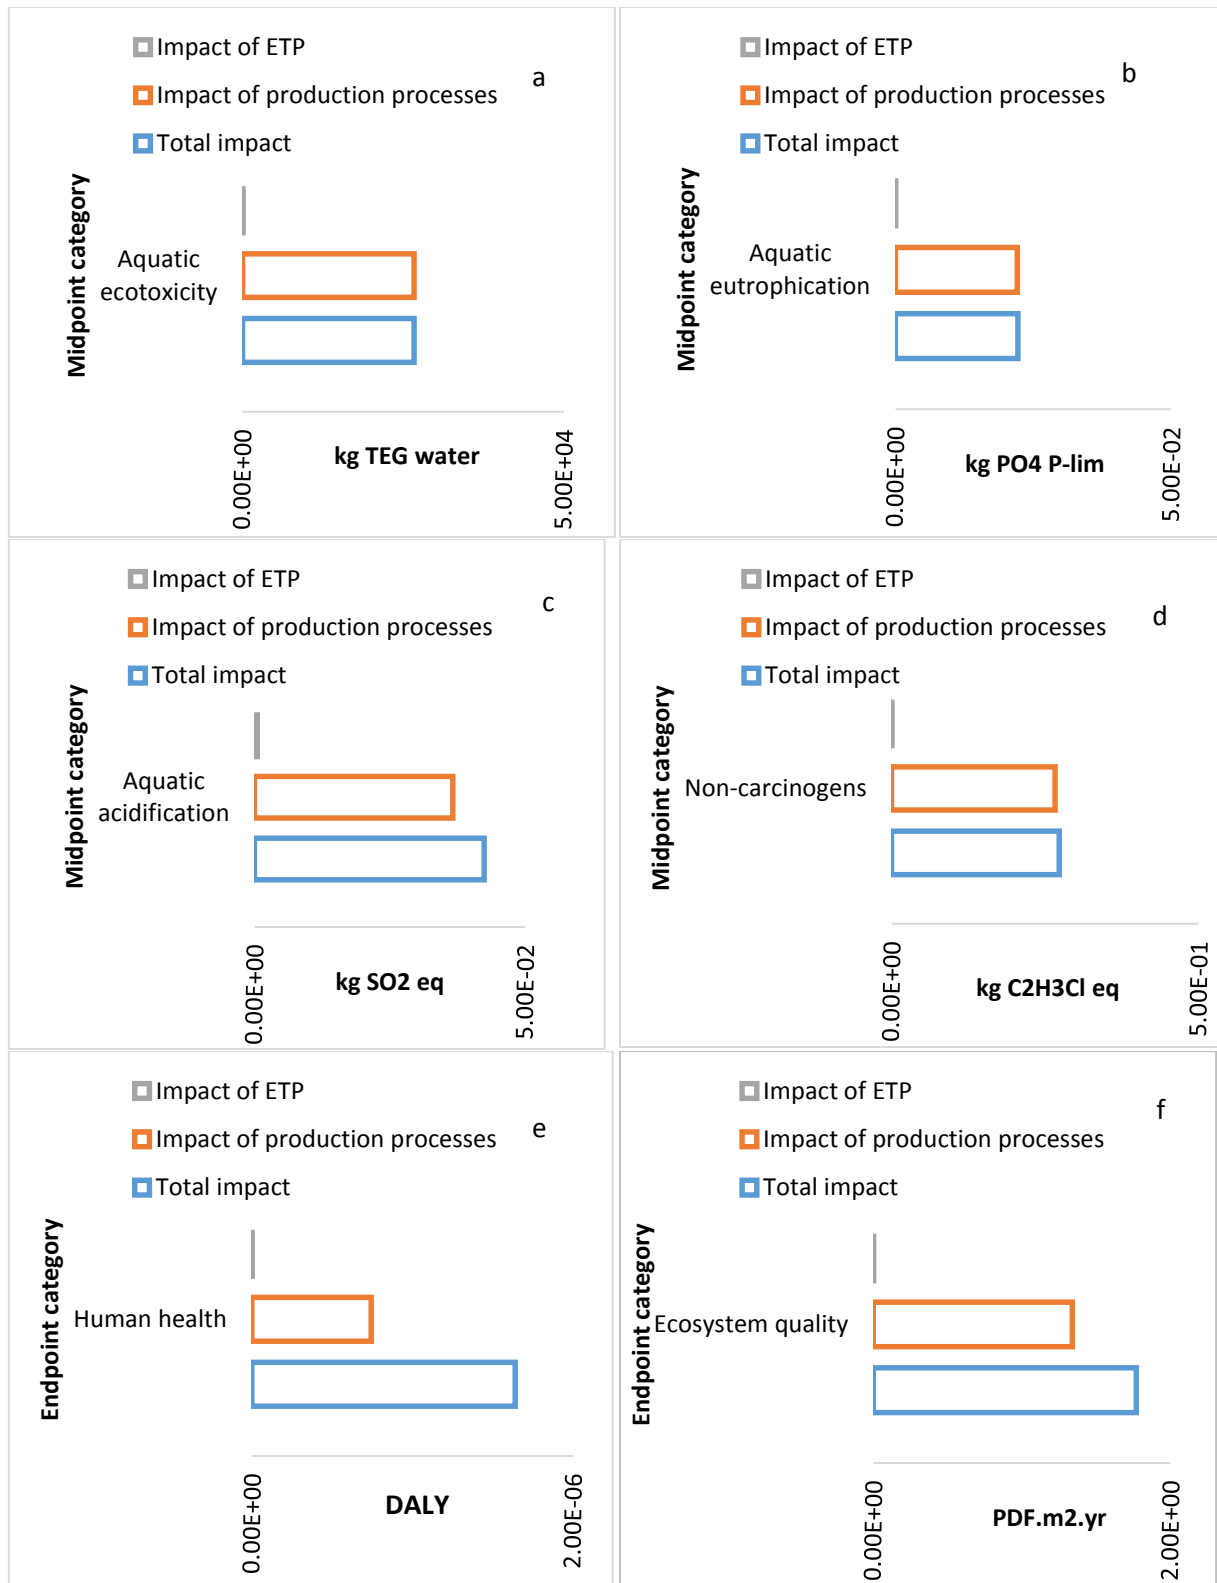 Impact of ETP
Impact of production processes
Total impact
a
Midpoint category
Aquatic
ecotoxicity
0.00E+00
5.00E+04
kg TEG water
Impact of ETP
Impact of production processes
Total impact
b
Midpoint category
Aquatic
eutrophication
0.00E+00
5.00E-02
kg PO4 P-lim
Impact of ETP
Impact of production processes
Total impact
c
Midpoint category
Aquatic
acidification
0.00E+00
5.00E-02
kg SO2 eq
Impact of ETP
Impact of production processes
Total impact
d
Midpoint category
Non-carcinogens
0.00E+00
5.00E-01
kg C2H3Cl eq
Impact of ETP
Impact of production processes
Total impact
e
Endpoint category
Human health
0.00E+00
2.00E-06
DALY
Impact of ETP
Impact of production processes
Total impact
f
Endpoint category
Ecosystem quality
0.00E+00
2.00E+00
PDF.m2.yr